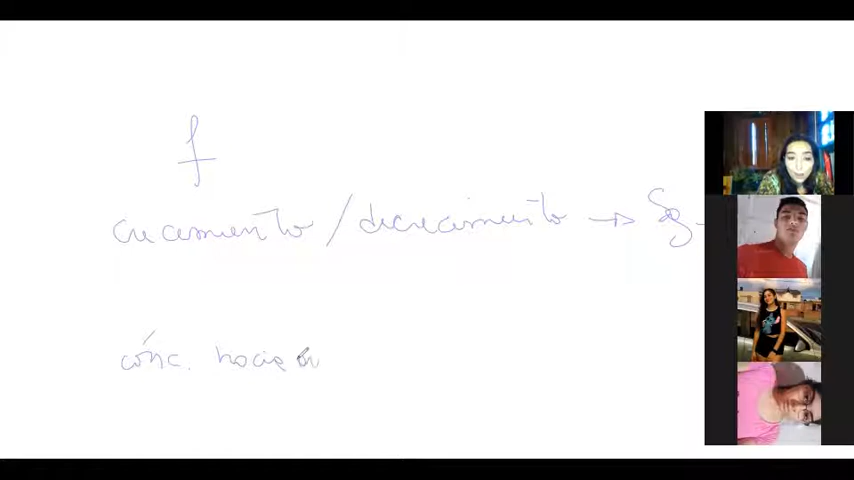 f
crecimiento / decrecimiento → Sg
cónc. hacia